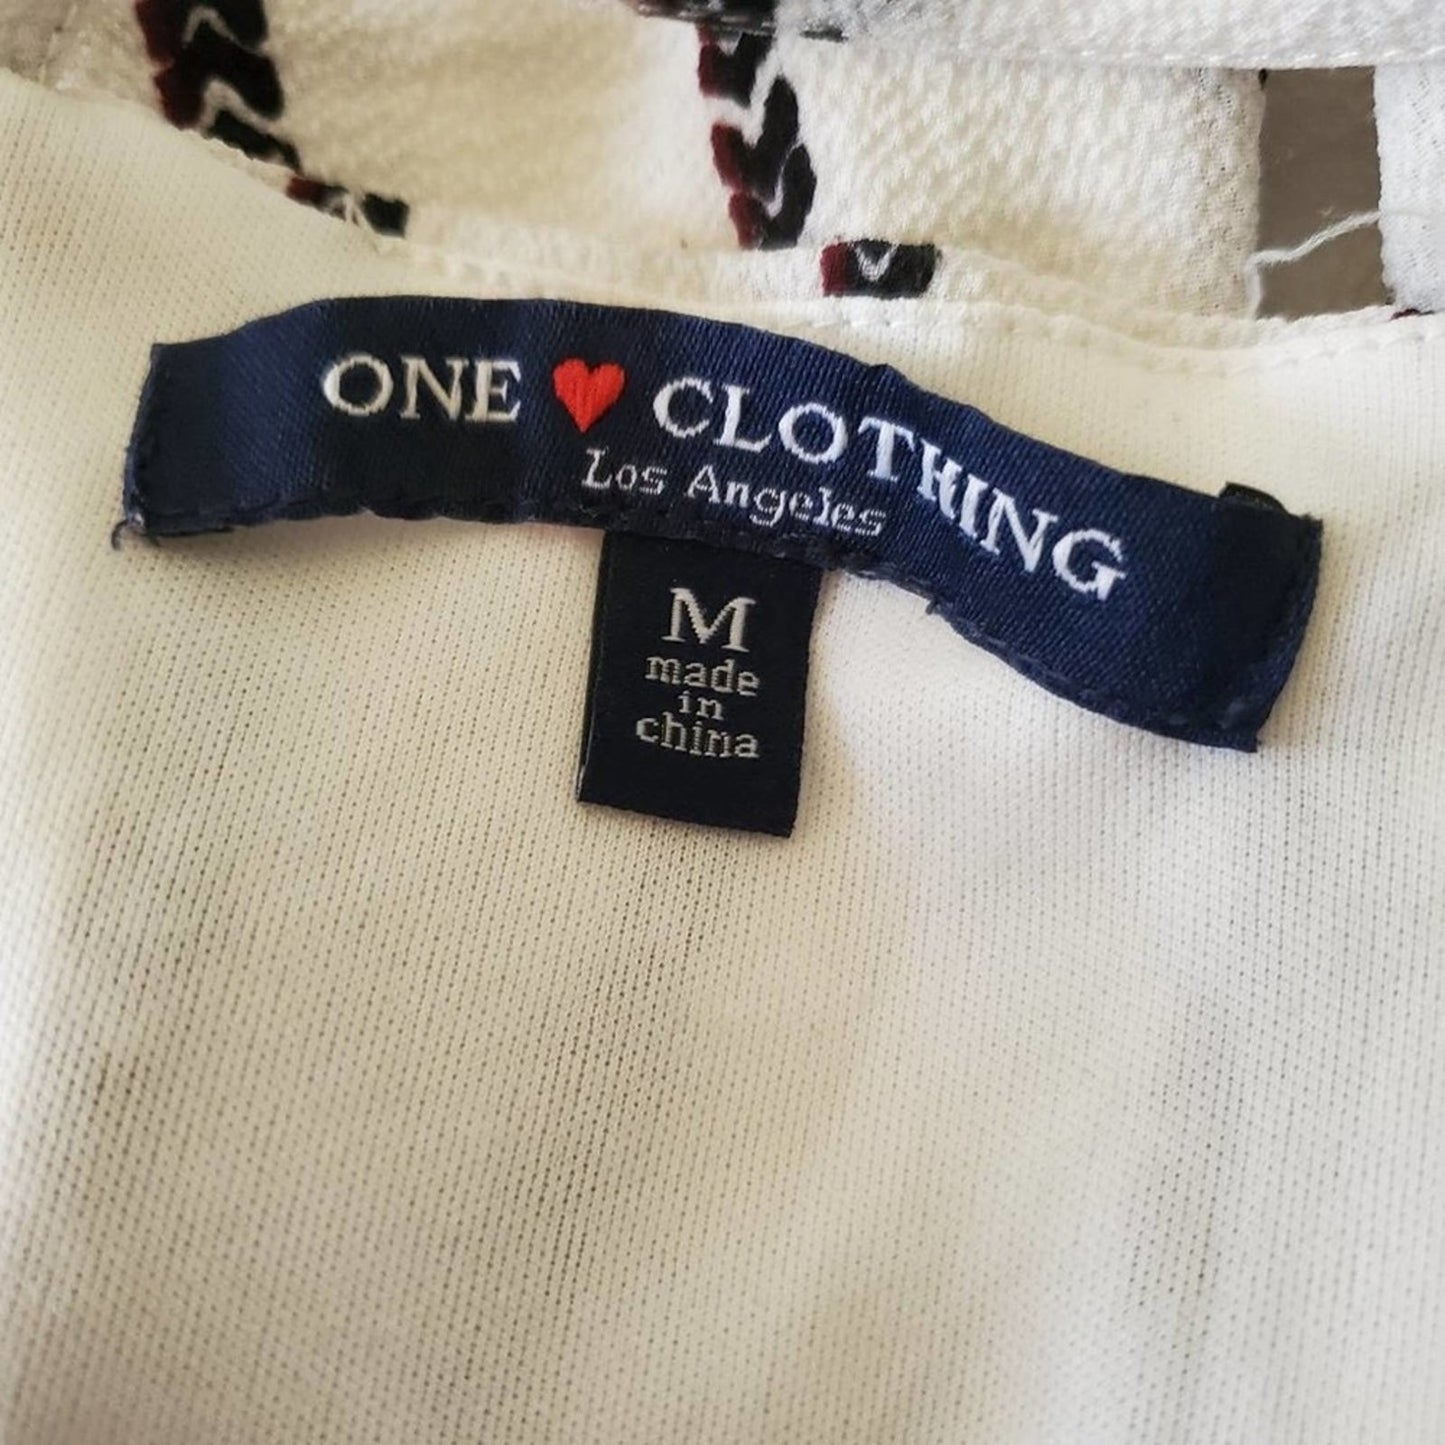 ONE ❤ CLOTHING
Los Angeles
M
made
in
china